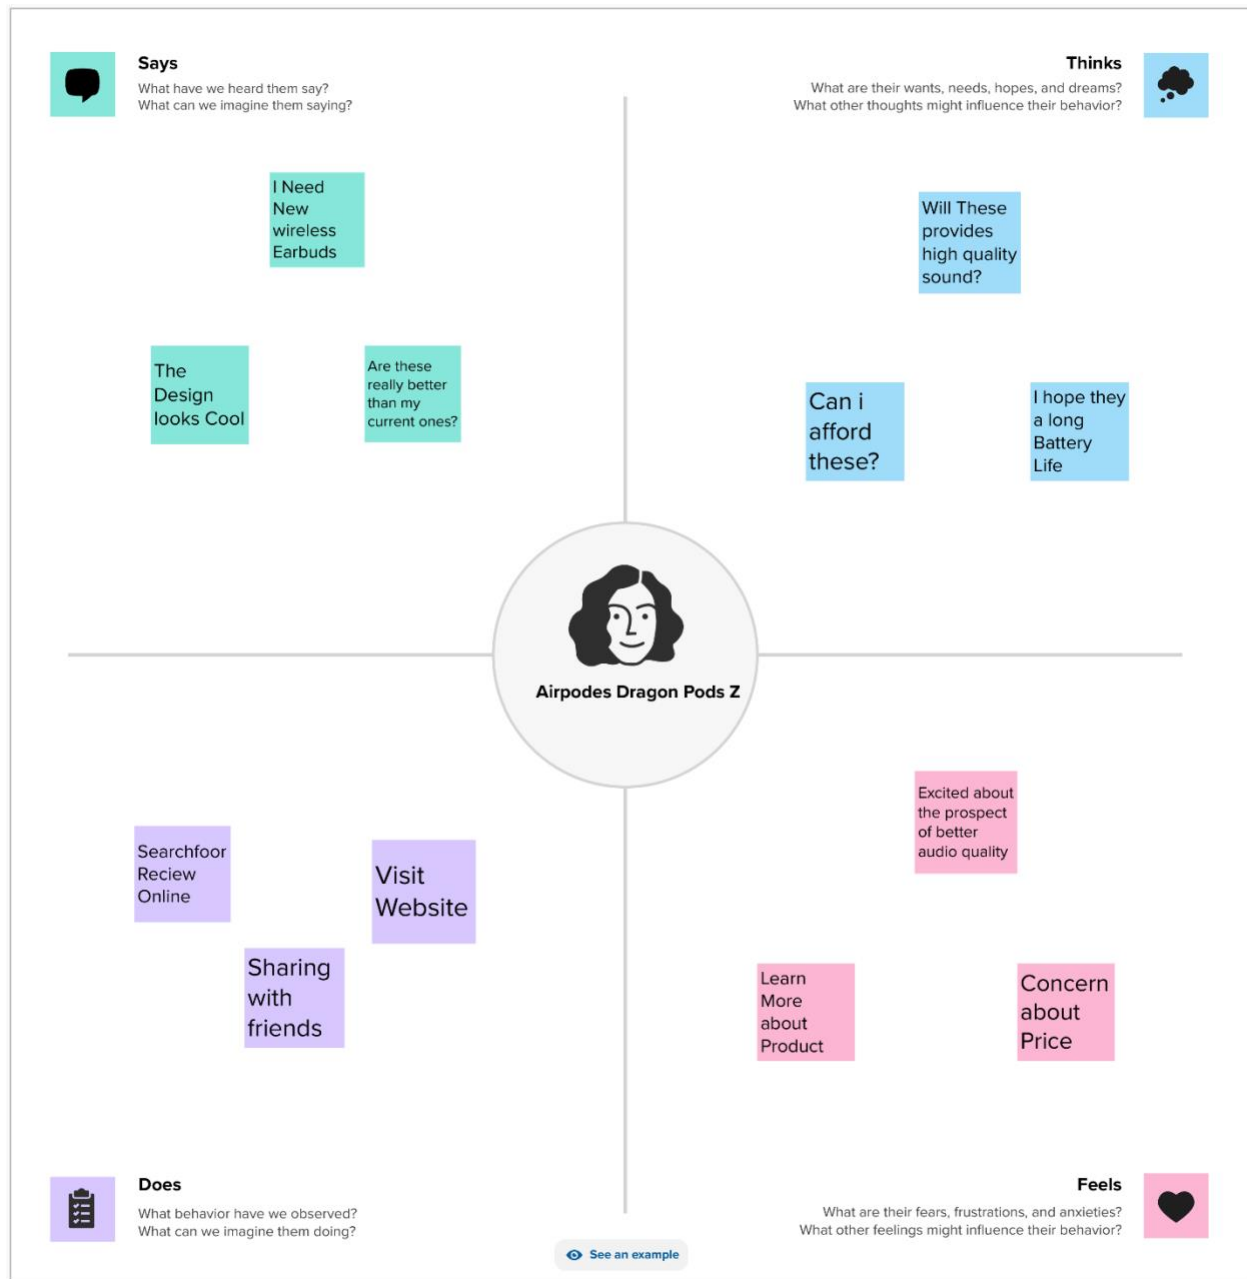 Says
What have we heard them say?
What can we imagine them saying?
Thinks
What are their wants, needs, hopes, and dreams?
What other thoughts might influence their behavior?
I Need
New
wireless
Earbuds
The
Design
looks Cool
Are these
really better
than my
current ones?
Will These
provides
high quality
sound?
Can i
afford
these?
I hope they
a long
Battery
Life
Airpodes Dragon Pods Z
Searchfoor
Reciew
Online
Visit
Website
Sharing
with
friends
Excited about
the prospect
of better
audio quality
Learn
More
about
Product
Concern
about
Price
Does
What behavior have we observed?
What can we imagine them doing?
Feels
What are their fears, frustrations, and anxieties?
What other feelings might influence their behavior?
See an example